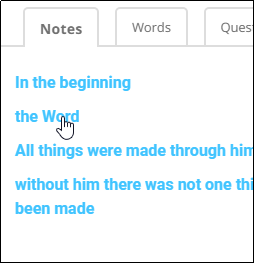 Notes Words Quest
In the beginning
the Word
All things were made through him
without him there was not one thi
been made